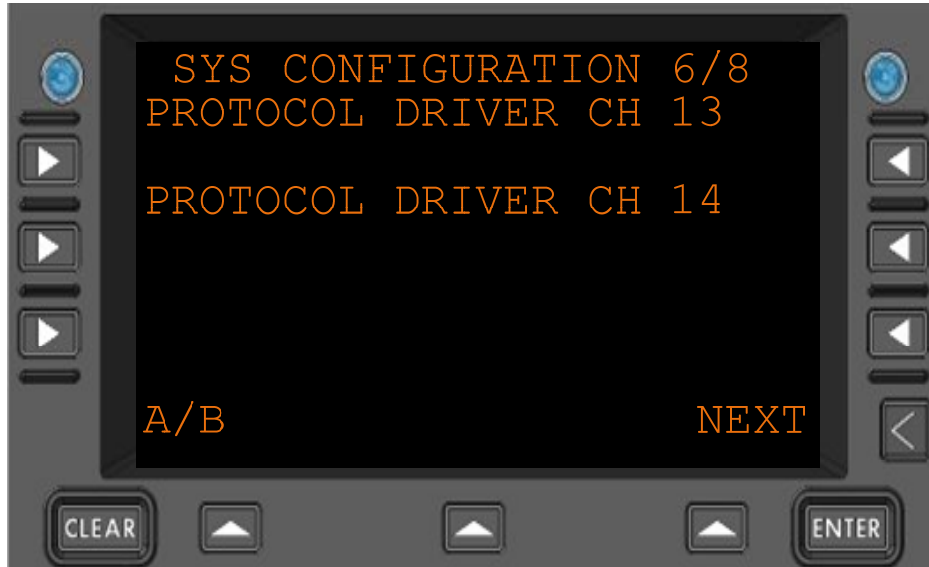 SYS CONFIGURATION 6/8
PROTOCOL DRIVER CH 13
PROTOCOL DRIVER CH 14
A/B NEXT
CLEAR ENTER